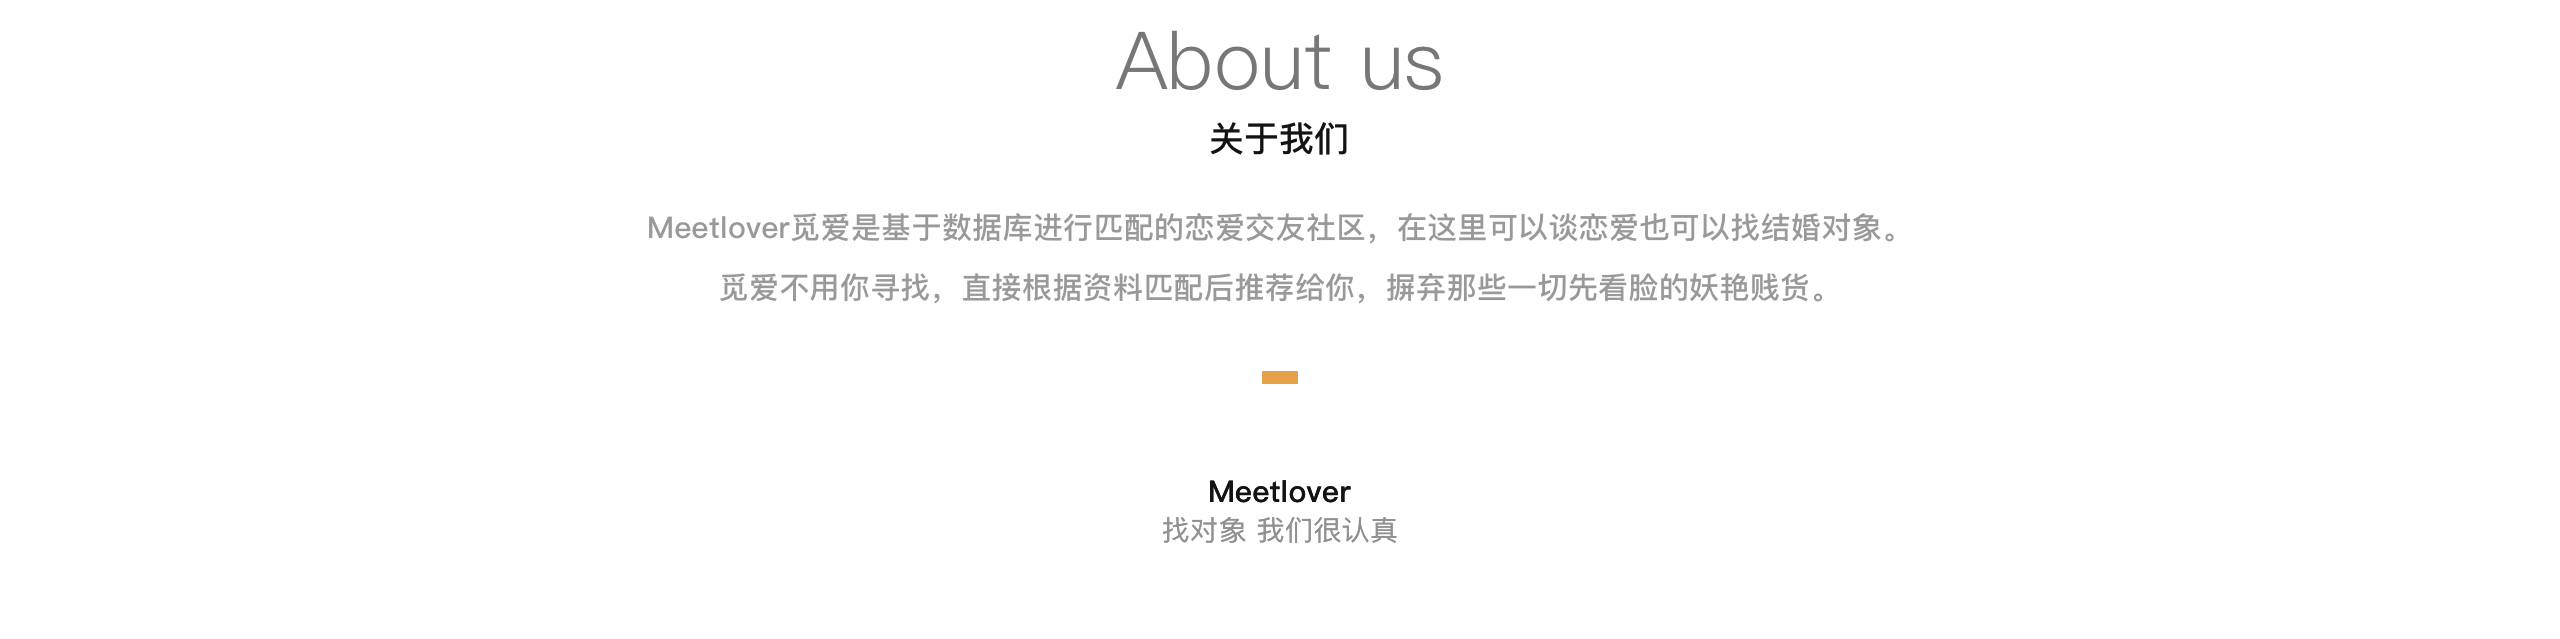 About us
关于我们
Meetlover觅爱是基于数据库进行匹配的恋爱交友社区，在这里可以谈恋爱也可以找结婚对象。
觅爱不用你寻找，直接根据资料匹配后推荐给你，摒弃那些一切先看脸的妖艳贱货。
Meetlover
找对象 我们很认真